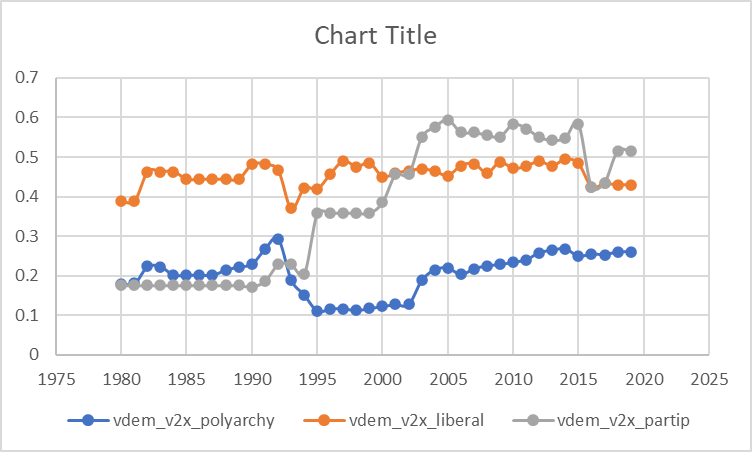 Chart Title
0.7
0.6
0.5
0.4
0.3
0.2
0.1
0
1975 1980 1985 1990 1995 2000 2005 2010 2015 2020 2025
vdem_v2x_polyarchy vdem_v2x_liberal vdem_v2x_partip